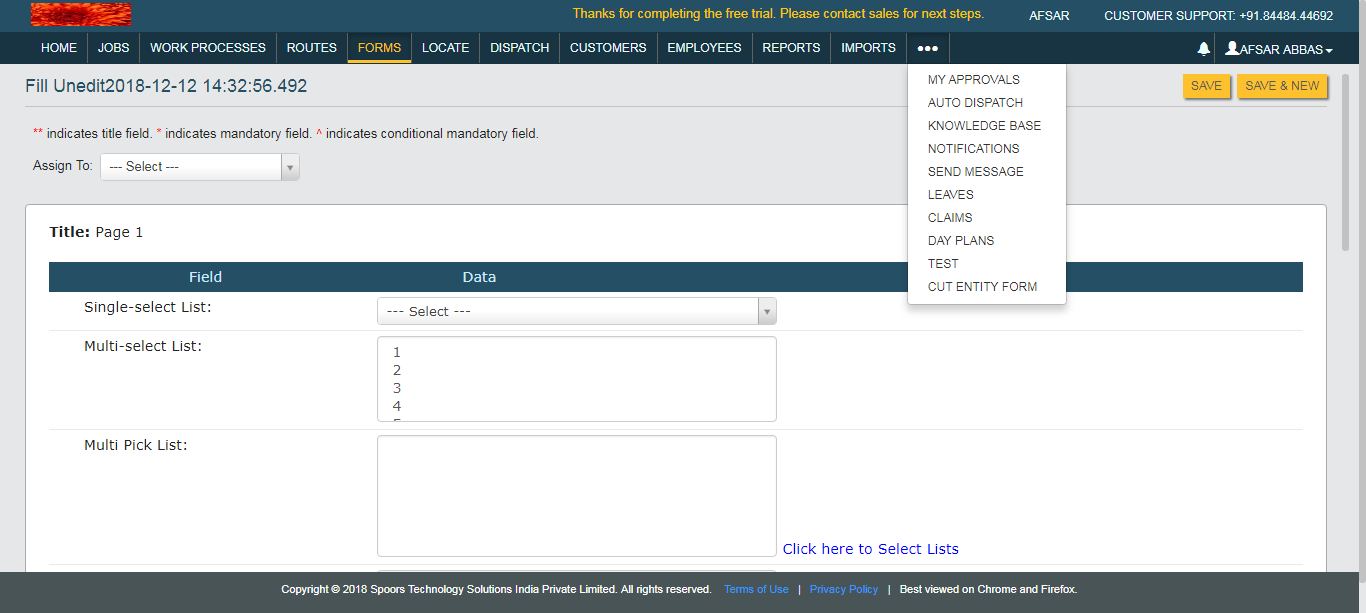 Thanks for completing the free trial. Please contact sales for next steps.
AFSAR
CUSTOMER SUPPORT: +91.84484.44692
HOME JOBS WORK PROCESSES ROUTES FORMS LOCATE DISPATCH CUSTOMERS EMPLOYEES REPORTS IMPORTS ••• AFSAR ABBAS
MY APPROVALS
AUTO DISPATCH
KNOWLEDGE BASE
NOTIFICATIONS
SEND MESSAGE
LEAVES
CLAIMS
DAY PLANS
TEST
CUT ENTITY FORM
Fill Unedit2018-12-12 14:32:56.492
SAVE SAVE & NEW
** indicates title field. * indicates mandatory field. ^ indicates conditional mandatory field.
Assign To: --- Select ---
Title: Page 1
Field Data
Single-select List: --- Select ---
Multi-select List:
1
2
3
4
Multi Pick List:
Click here to Select Lists
Copyright © 2018 Spoors Technology Solutions India Private Limited. All rights reserved. Terms of Use | Privacy Policy | Best viewed on Chrome and Firefox.